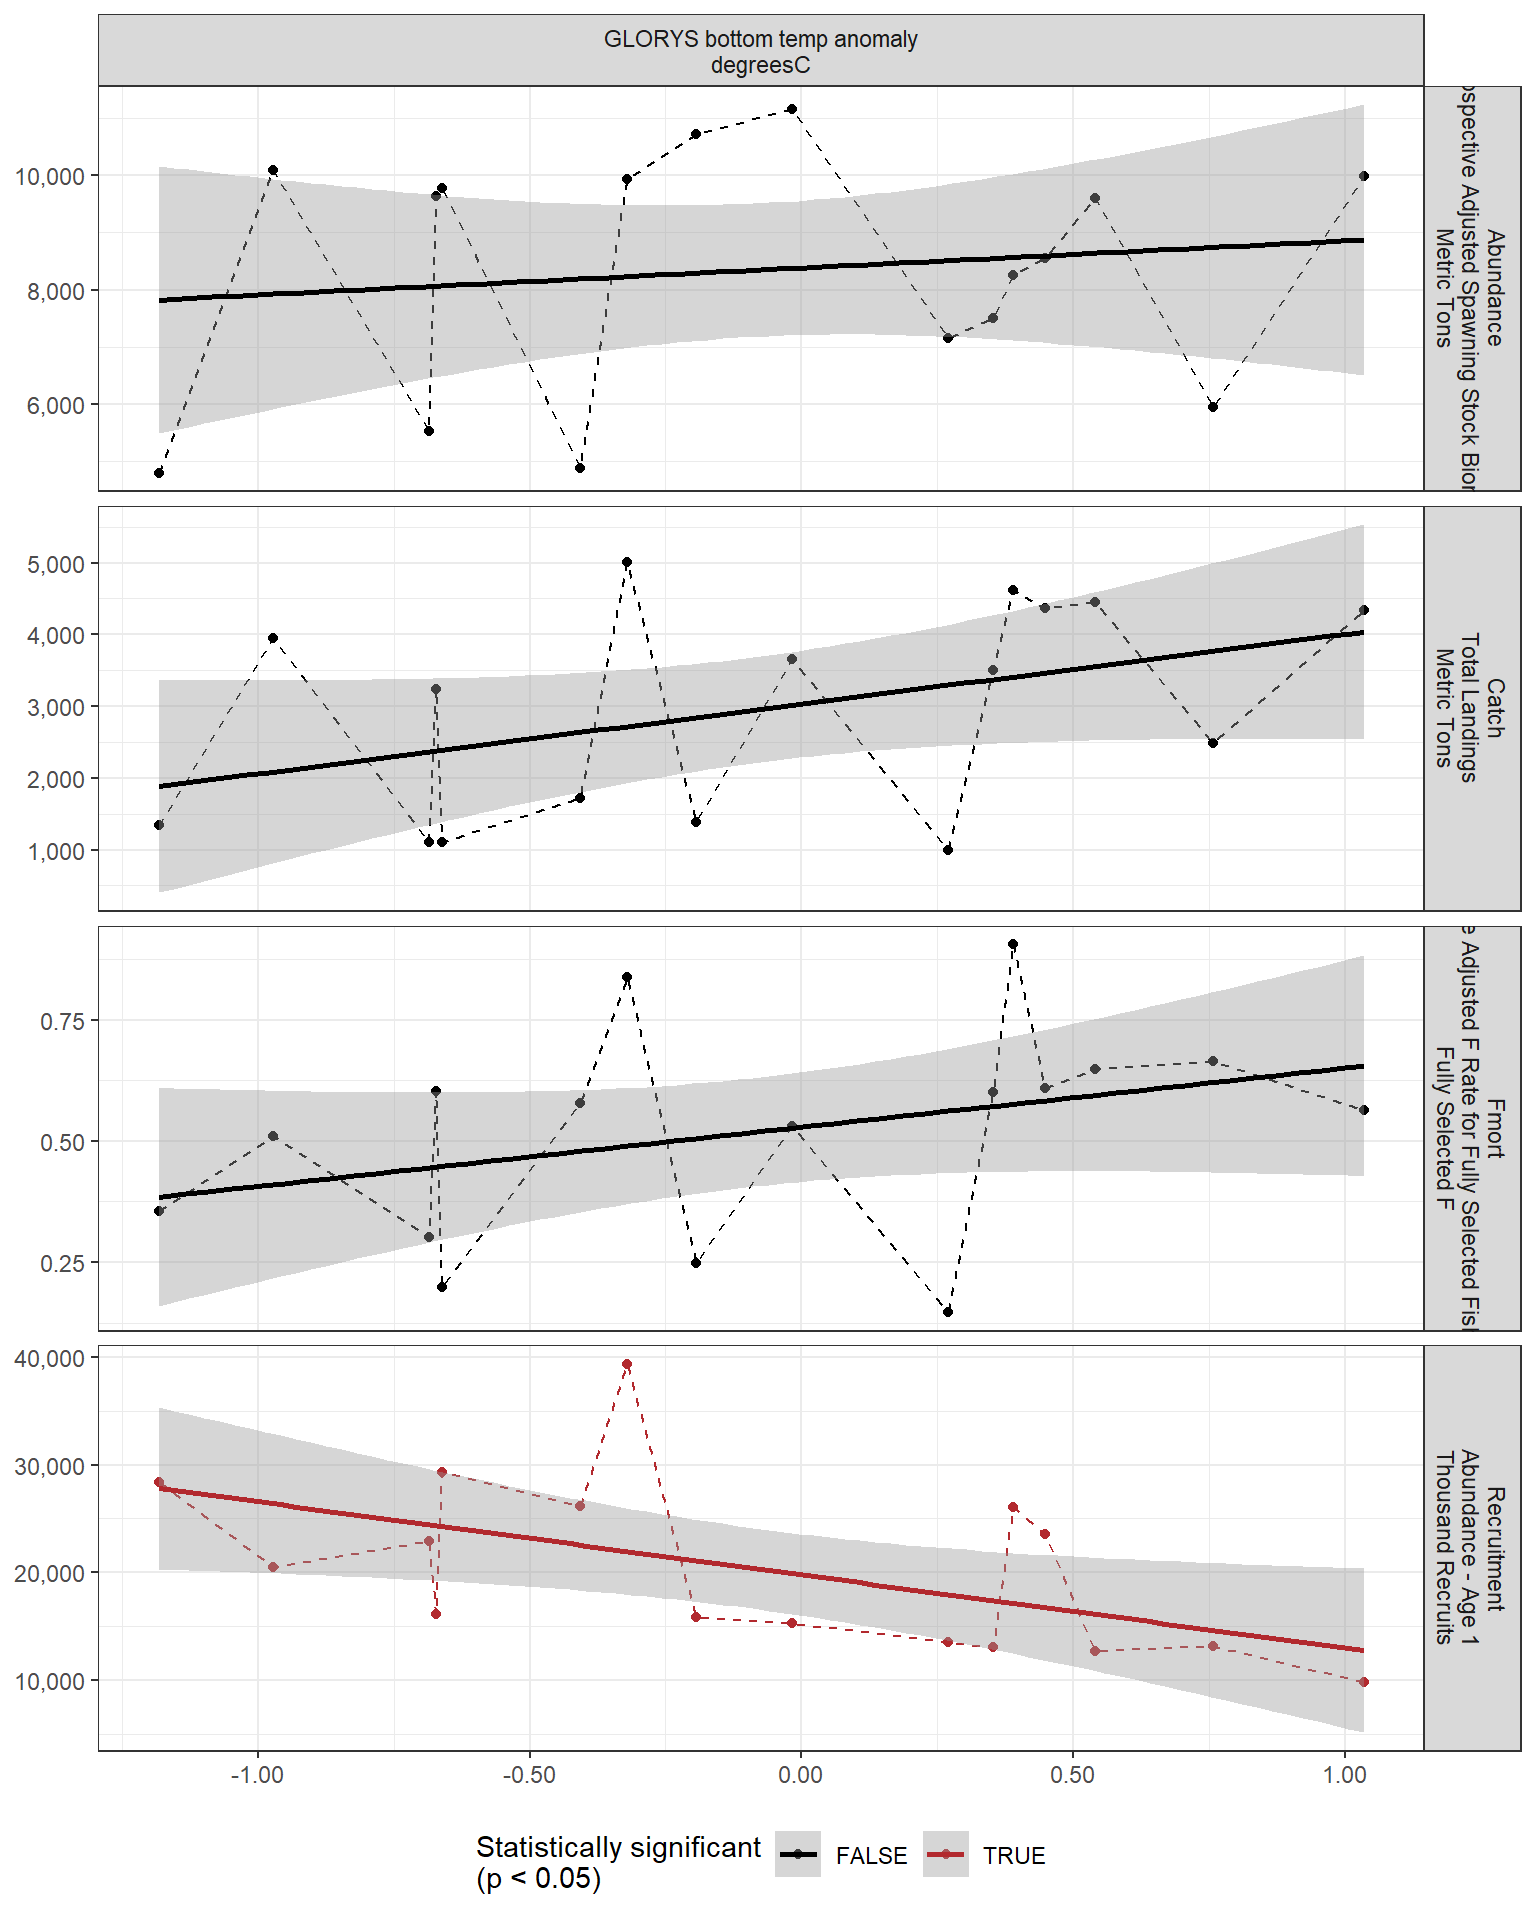 GLORYS bottom temp anomaly
degreesC
10,000
8,000
6,000
Abundance
Adjusted Spawning Stock
Metric Tons
5,000
4,000
3,000
2,000
1,000
Catch
Total Landings
Metric Tons
0.75
0.50
0.25
Fmort
Adjusted F Rate for Fully Selected
Fully Selected F
40,000
30,000
20,000
10,000
Recruitment
Abundance - Age 1
Thousand Recruits
-1.00
-0.50
0.00
0.50
1.00
Statistically significant
(p < 0.05)
FALSE
TRUE